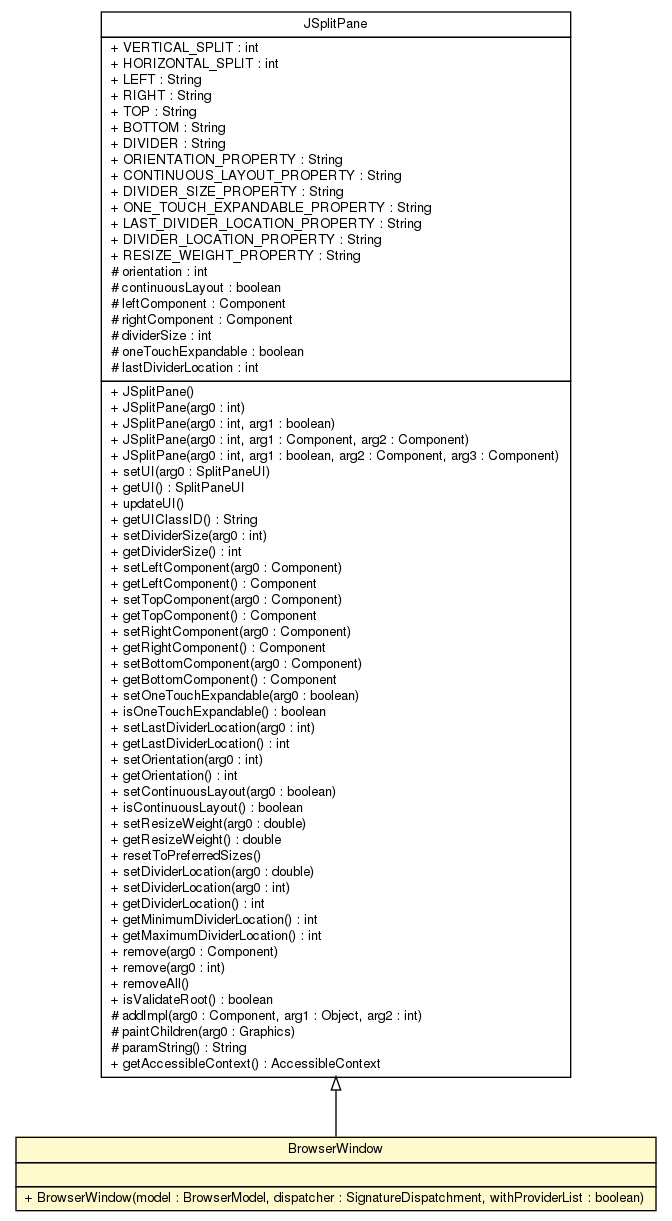 JSplitPane
+ VERTICAL_SPLIT : int
+ HORIZONTAL_SPLIT : int
+ LEFT : String
+ RIGHT : String
+ TOP : String
+ BOTTOM : String
+ DIVIDER : String
+ ORIENTATION_PROPERTY : String
+ CONTINUOUS_LAYOUT_PROPERTY : String
+ DIVIDER_SIZE_PROPERTY : String
+ ONE_TOUCH_EXPANDABLE_PROPERTY : String
+ LAST_DIVIDER_LOCATION_PROPERTY : String
+ DIVIDER_LOCATION_PROPERTY : String
+ RESIZE_WEIGHT_PROPERTY : String
# orientation : int
# continuousLayout : boolean
# leftComponent : Component
# rightComponent : Component
# dividerSize : int
# oneTouchExpandable : boolean
# lastDividerLocation : int
+ JSplitPane()
+ JSplitPane(arg0 : int)
+ JSplitPane(arg0 : int, arg1 : boolean)
+ JSplitPane(arg0 : int, arg1 : Component, arg2 : Component)
+ JSplitPane(arg0 : int, arg1 : boolean, arg2 : Component, arg3 : Component)
+ setUI(arg0 : SplitPaneUI)
+ getUI() : SplitPaneUI
+ updateUI()
+ getUIClassID() : String
+ setDividerSize(arg0 : int)
+ getDividerSize() : int
+ setLeftComponent(arg0 : Component)
+ getLeftComponent() : Component
+ setTopComponent(arg0 : Component)
+ getTopComponent() : Component
+ setRightComponent(arg0 : Component)
+ getRightComponent() : Component
+ setBottomComponent(arg0 : Component)
+ getBottomComponent() : Component
+ setOneTouchExpandable(arg0 : boolean)
+ isOneTouchExpandable() : boolean
+ setLastDividerLocation(arg0 : int)
+ getLastDividerLocation() : int
+ setOrientation(arg0 : int)
+ getOrientation() : int
+ setContinuousLayout(arg0 : boolean)
+ isContinuousLayout() : boolean
+ setResizeWeight(arg0 : double)
+ getResizeWeight() : double
+ resetToPreferredSizes()
+ setDividerLocation(arg0 : double)
+ setDividerLocation(arg0 : int)
+ getDividerLocation() : int
+ getMinimumDividerLocation() : int
+ getMaximumDividerLocation() : int
+ remove(arg0 : Component)
+ remove(arg0 : int)
+ removeAll()
+ isValidateRoot() : boolean
# addImpl(arg0 : Component, arg1 : Object, arg2 : int)
# paintChildren(arg0 : Graphics)
# paramString() : String
+ getAccessibleContext() : AccessibleContext
BrowserWindow
+ BrowserWindow(model : BrowserModel, dispatcher : SignatureDispatchment, withProviderList : boolean)